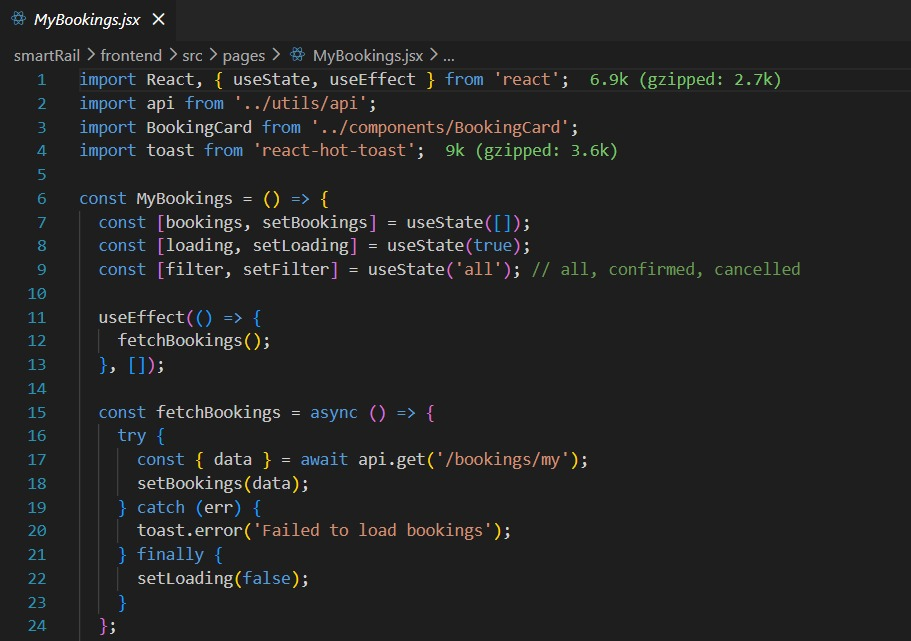 MyBookings.jsx ×
smartRail > frontend > src > pages > MyBookings.jsx > ...
1 import React, { useState, useEffect } from 'react'; 6.9k (gzipped: 2.7k)
2 import api from '../utils/api';
3 import BookingCard from '../components/BookingCard';
4 import toast from 'react-hot-toast'; 9k (gzipped: 3.6k)
5
6 const MyBookings = () => {
7   const [bookings, setBookings] = useState([]);
8   const [loading, setLoading] = useState(true);
9   const [filter, setFilter] = useState('all'); // all, confirmed, cancelled
10
11   useEffect(() => {
12     fetchBookings();
13   }, []);
14
15   const fetchBookings = async () => {
16     try {
17       const { data } = await api.get('/bookings/my');
18       setBookings(data);
19     } catch (err) {
20       toast.error('Failed to load bookings');
21     } finally {
22       setLoading(false);
23     }
24   };